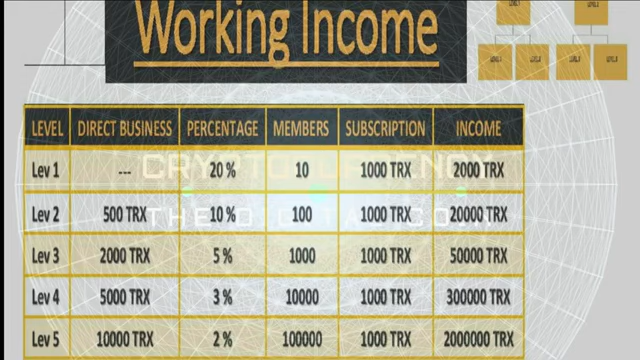 Working Income
LEVEL DIRECT BUSINESS PERCENTAGE MEMBERS SUBSCRIPTION INCOME
Lev 1 --- 20 % 10 1000 TRX 2000 TRX
Lev 2 500 TRX 10 % 100 1000 TRX 20000 TRX
Lev 3 2000 TRX 5 % 1000 1000 TRX 50000 TRX
Lev 4 5000 TRX 3 % 10000 1000 TRX 300000 TRX
Lev 5 10000 TRX 2 % 100000 1000 TRX 2000000 TRX